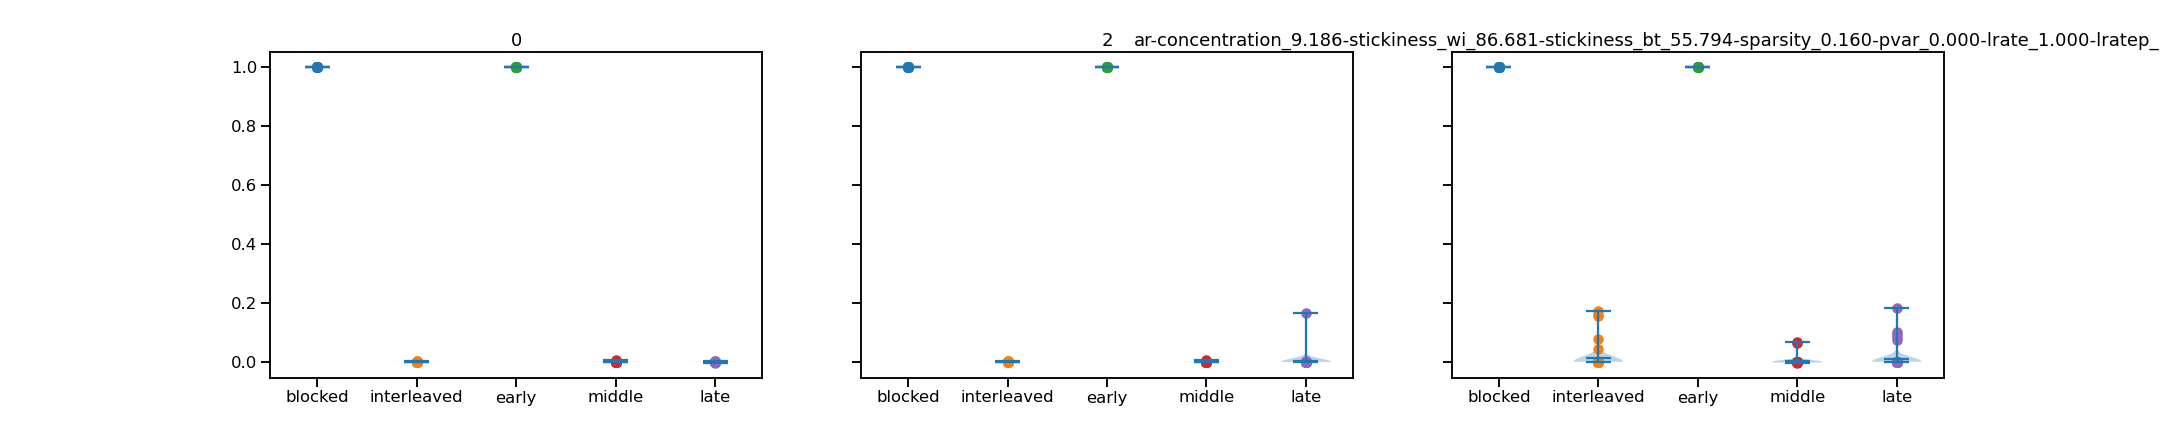 0
2
ar-concentration_9.186-stickiness_wi_86.681-stickiness_bt_55.794-sparsity_0.160-pvar_0.000-lrate_1.000-lratep_
1.0
0.8
0.6
0.4
0.2
0.0
blocked interleaved early middle late
blocked interleaved early middle late
blocked interleaved early middle late